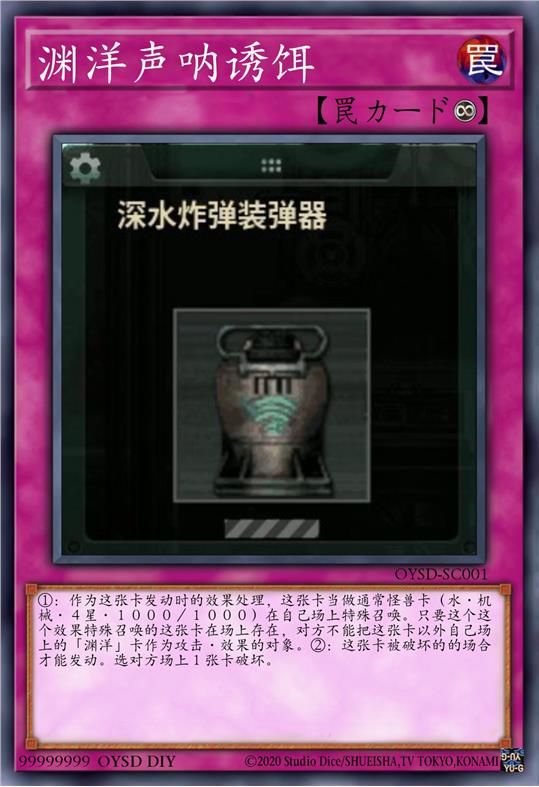 渊洋声呐诱饵
罠
【罠カード♾】
深水炸弹装弹器
OYSD-SC001
①：作为这张卡发动时的效果处理，这张卡当做通常怪兽卡（水·机
械·4星·1000/1000）在自己场上特殊召唤。只要这个这
个效果特殊召唤的这张卡在场上存在，对方不能把这张卡以外自己场
上的「渊洋」卡作为攻击·效果的对象。②：这张卡被破坏的的场合
才能发动。选对方场上1张卡破坏。
99999999 OYSD DIY
©2020 Studio Dice/SHUEISHA,TV TOKYO,KONAMI
YU-G